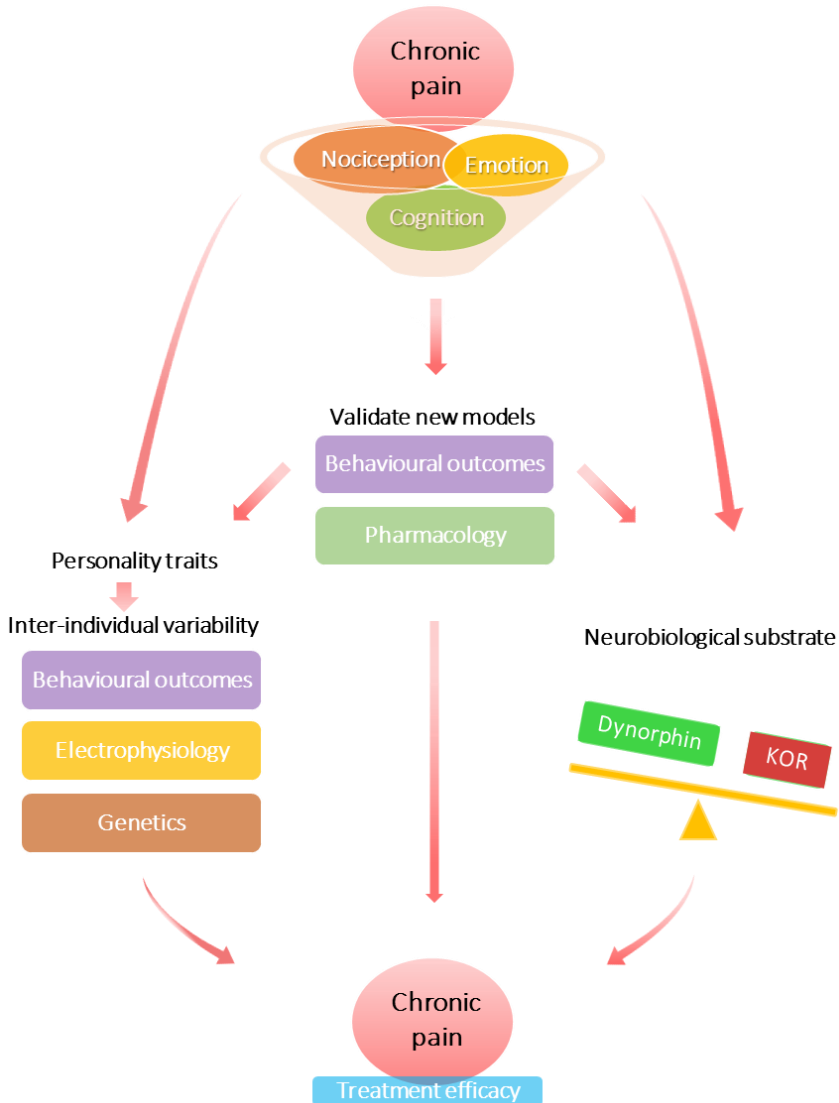 Chronic
pain
Nociception
Emotion
Cognition
Validate new models
Behavioural outcomes
Pharmacology
Personality traits
Inter-individual variability
Behavioural outcomes
Electrophysiology
Genetics
Neurobiological substrate
Dynorphin
KOR
Chronic
pain
Treatment efficacy